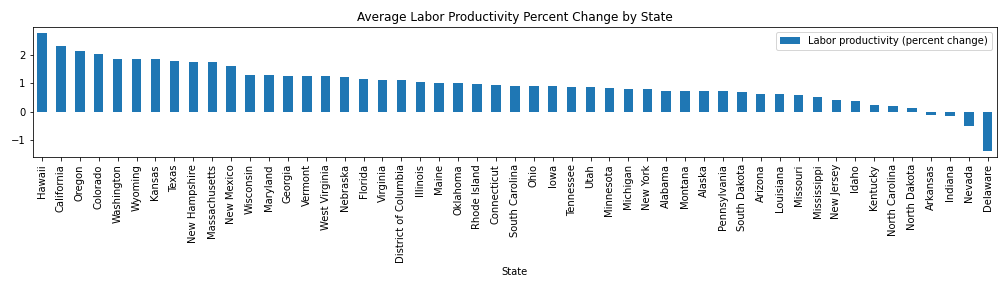 Average Labor Productivity Percent Change by State
Labor productivity (percent change)
2
1
0
−1
Hawaii
California
Oregon
Colorado
Washington
Wyoming
Kansas
Texas
New Hampshire
Massachusetts
New Mexico
Wisconsin
Maryland
Georgia
Vermont
West Virginia
Nebraska
Florida
Virginia
District of Columbia
Illinois
Maine
Oklahoma
Rhode Island
Connecticut
South Carolina
Ohio
Iowa
Tennessee
Utah
Minnesota
Michigan
New York
Alabama
Montana
Alaska
Pennsylvania
South Dakota
Arizona
Louisiana
Missouri
Mississippi
New Jersey
Idaho
Kentucky
North Carolina
North Dakota
Arkansas
Indiana
Nevada
Delaware
State